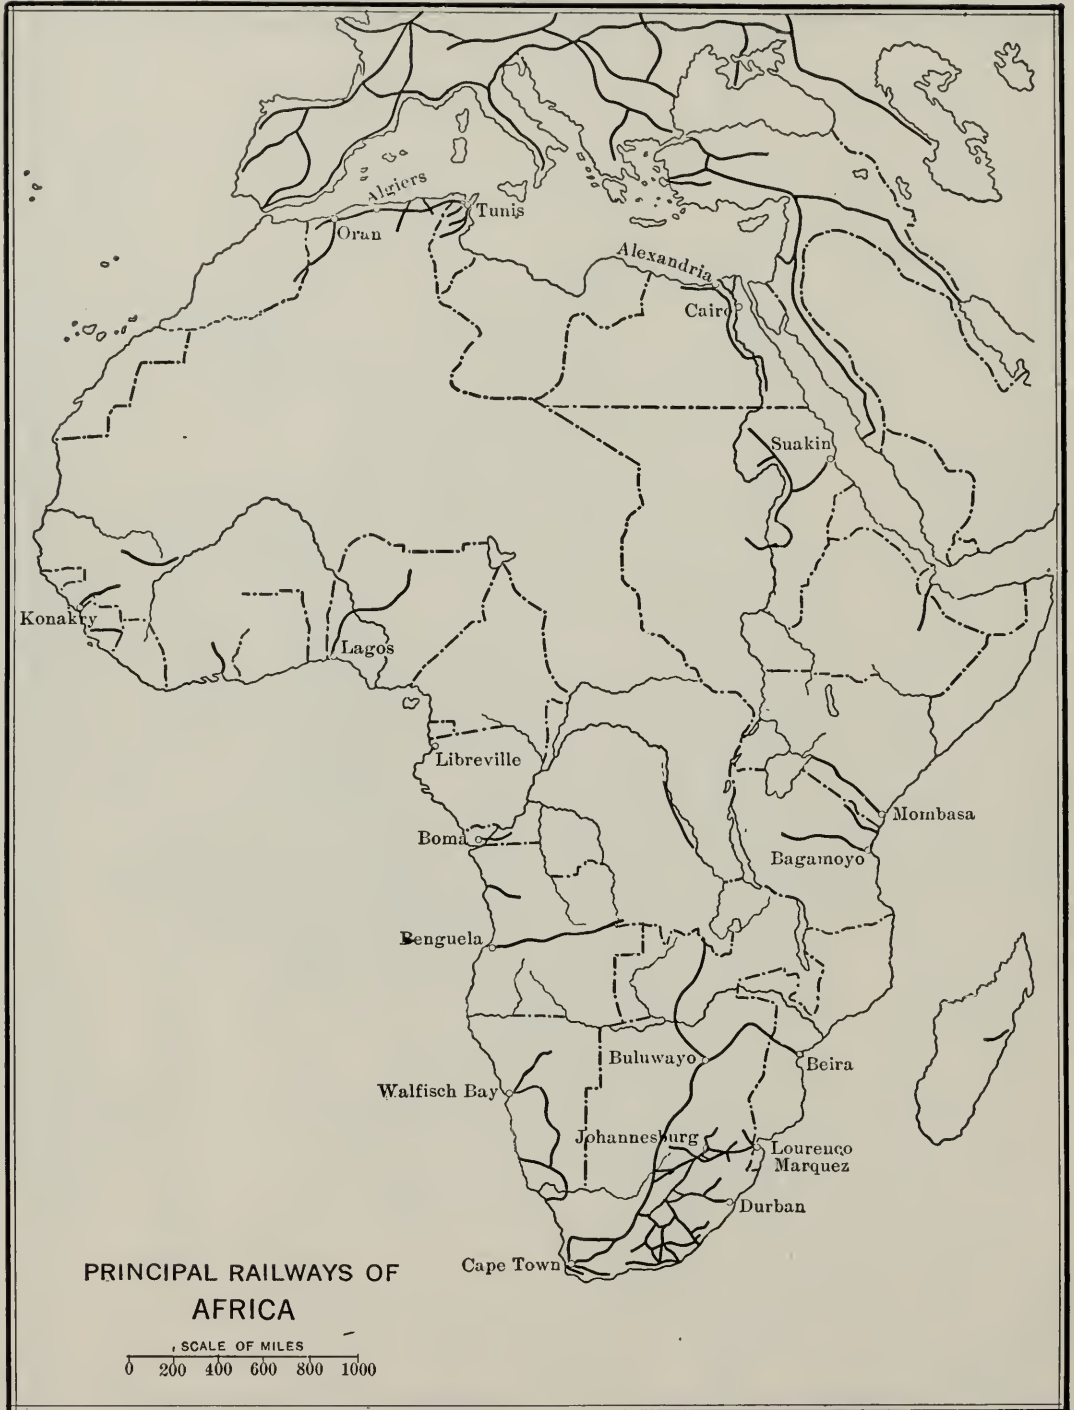 Algiers
Tunis
Oran
Alexandria
Cairo
Suakin
Konakry
Lagos
Libreville
Mombasa
Boma
Bagamoyo
Benguela
Buluwayo
Beira
Walfisch Bay
Johannesburg
Lourenco
Marquez
Durban
Cape Town
PRINCIPAL RAILWAYS OF
AFRICA
SCALE OF MILES
0 200 400 600 800 1000